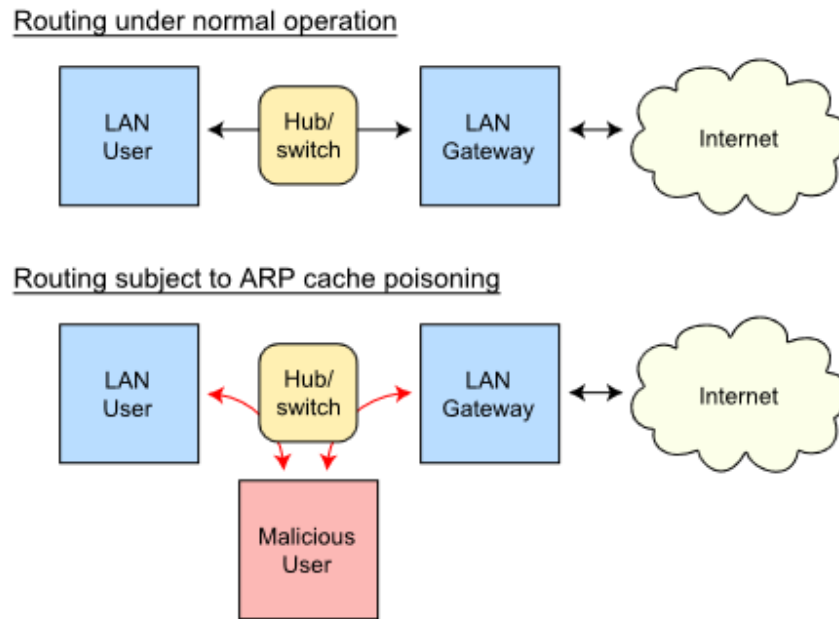 Routing under normal operation
LAN
User
Hub/
switch
LAN
Gateway
Internet
Routing subject to ARP cache poisoning
LAN
User
Hub/
switch
LAN
Gateway
Internet
Malicious
User